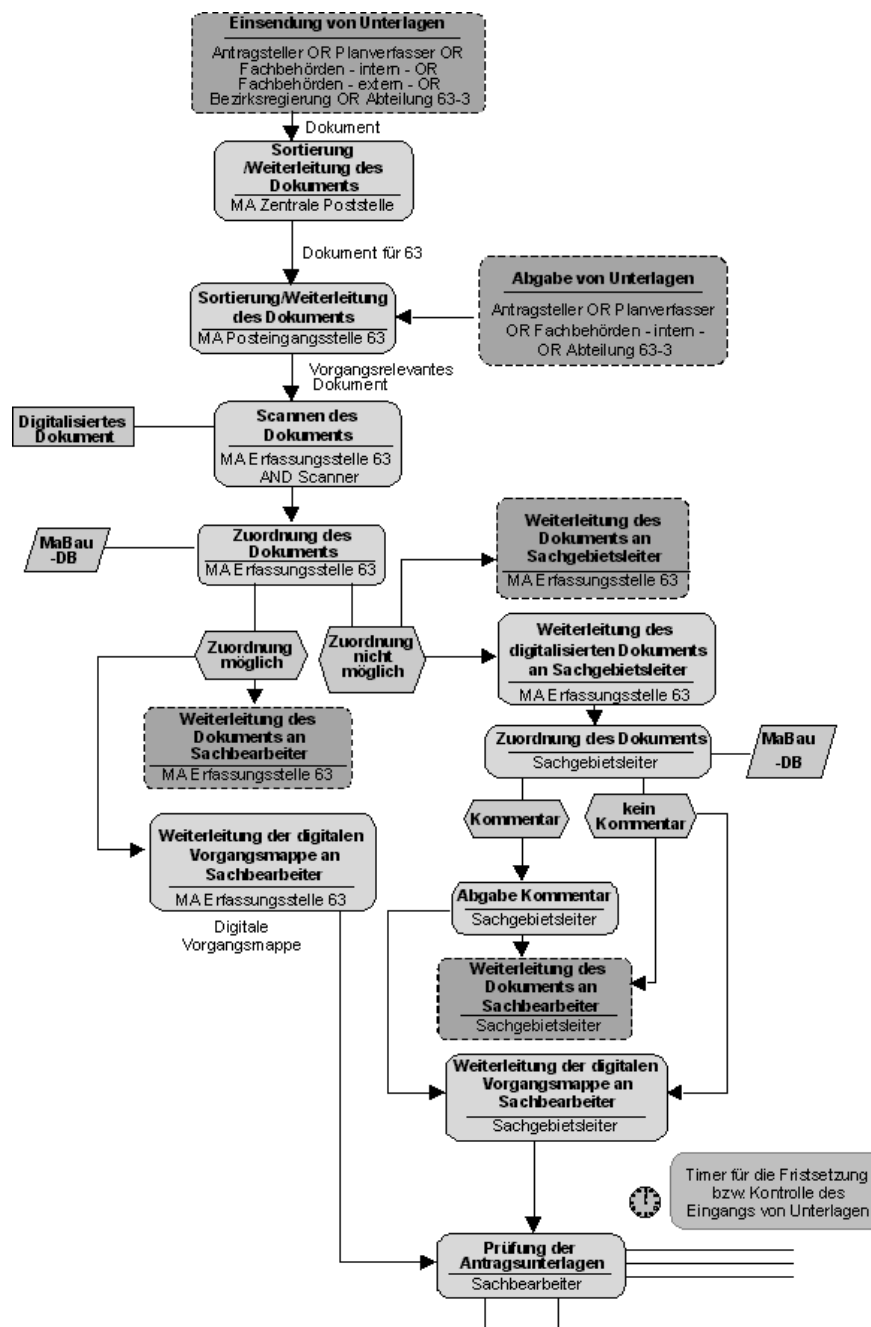 Einsendung von Unterlagen
Antragsteller OR Planverfasser OR
Fachbehörden - intern - OR
Fachbehörden - extern - OR
Bezirksregierung OR Abteilung 63-3
Dokument
Sortierung
/Weiterleitung des
Dokuments
MA Zentrale Poststelle
Dokument für 63
Abgabe von Unterlagen
Antragsteller OR Planverfasser
OR Fachbehörden - intern -
OR Abteilung 63-3
Sortierung/Weiterleitung
des Dokuments
MA Posteingangsstelle 63
Vorgangsrelevantes
Dokument
Digitalisiertes
Dokument
Scannen des
Dokuments
MA Erfassungsstelle 63
AND Scanner
MaBau
-DB
Zuordnung des
Dokuments
MA Erfassungsstelle 63
Weiterleitung des
Dokuments an
Sachgebietsleiter
MA Erfassungsstelle 63
Zuordnung
möglich
Zuordnung
nicht
möglich
Weiterleitung des
digitalisierten Dokuments
an Sachgebietsleiter
MA Erfassungsstelle 63
Weiterleitung des
Dokuments an
Sachbearbeiter
MA Erfassungsstelle 63
Zuordnung des Dokuments
Sachgebietsleiter
MaBau
-DB
Kommentar
kein
Kommentar
Weiterleitung der digitalen
Vorgangsmappe an
Sachbearbeiter
MA Erfassungsstelle 63
Digitale
Vorgangsmappe
Abgabe Kommentar
Sachgebietsleiter
Weiterleitung des
Dokuments an
Sachbearbeiter
Sachgebietsleiter
Weiterleitung der digitalen
Vorgangsmappe an
Sachbearbeiter
Sachgebietsleiter
Timer für die Fristsetzung
bzw. Kontrolle des
Eingangs von Unterlagen
Prüfung der
Antragsunterlagen
Sachbearbeiter